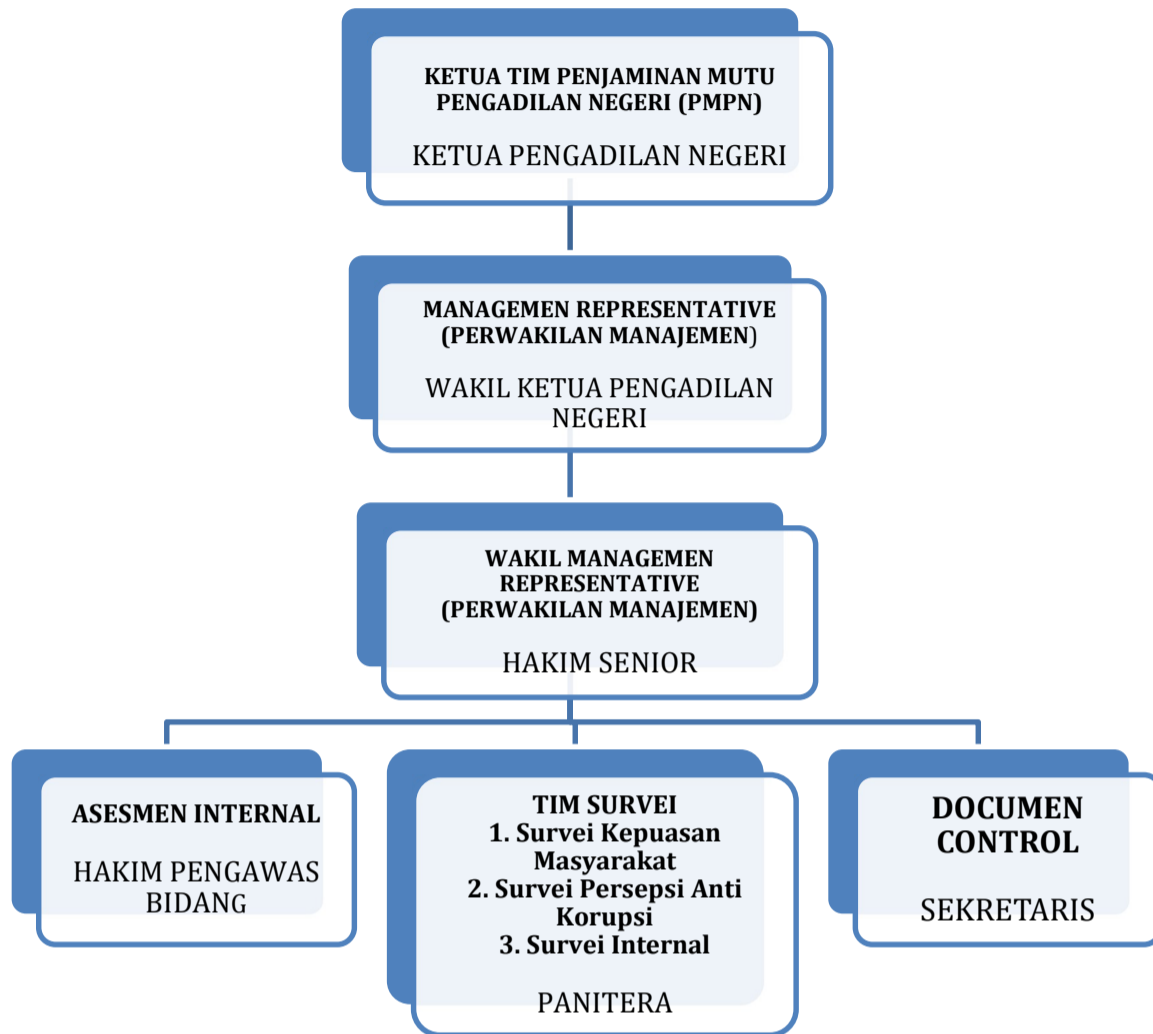 KETUA TIM PENJAMINAN MUTU
PENGADILAN NEGERI (PMPN)
KETUA PENGADILAN NEGERI
MANAGEMEN REPRESENTATIVE
(PERWAKILAN MANAJEMEN)
WAKIL KETUA PENGADILAN
NEGERI
WAKIL MANAGEMEN
REPRESENTATIVE
(PERWAKILAN MANAJEMEN)
HAKIM SENIOR
ASESMEN INTERNAL
HAKIM PENGAWAS
BIDANG
TIM SURVEI
1. Survei Kepuasan
Masyarakat
2. Survei Persepsi Anti
Korupsi
3. Survei Internal
PANITERA
DOCUMEN
CONTROL
SEKRETARIS